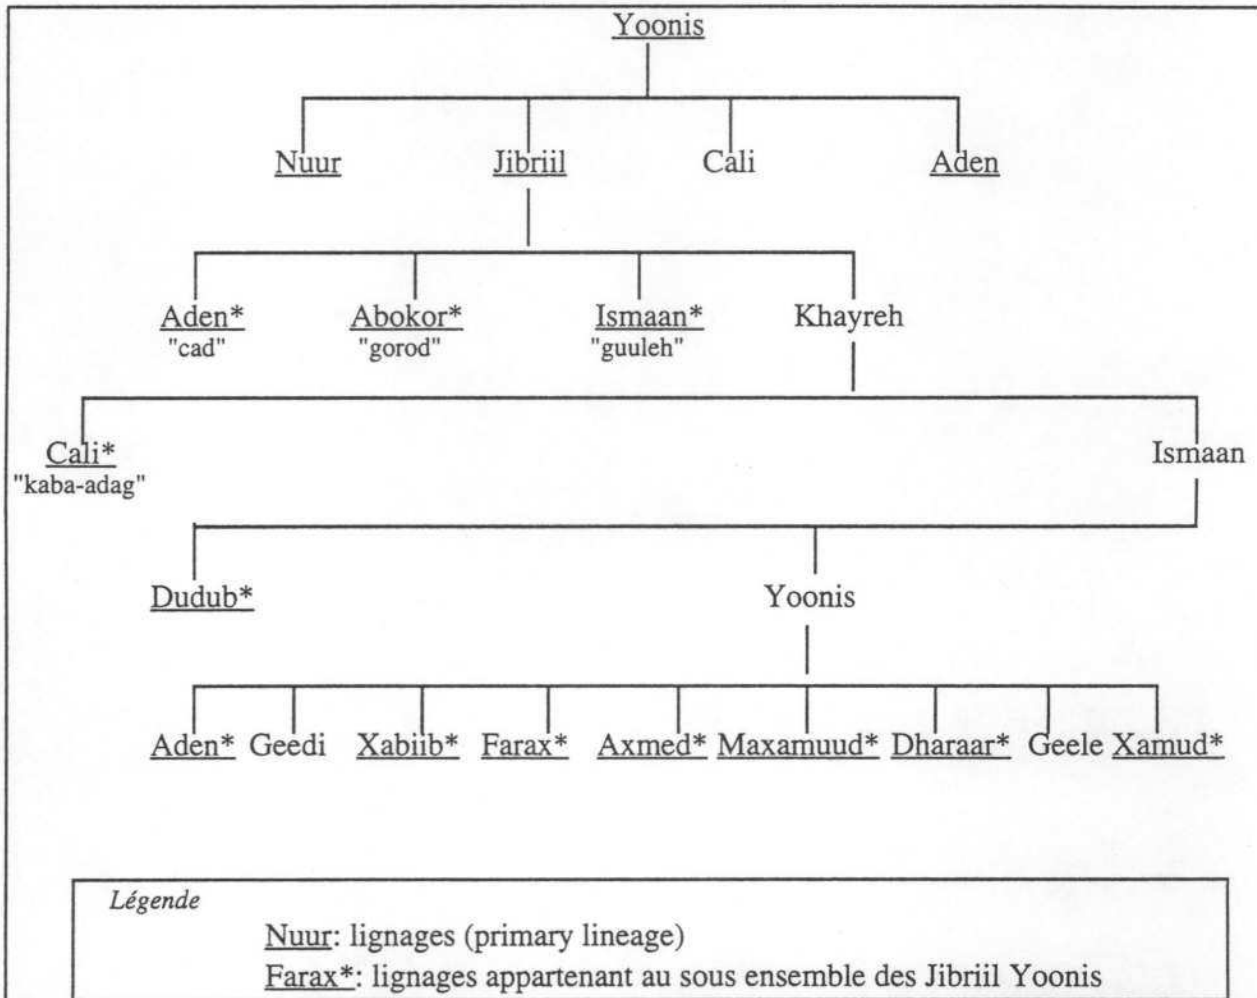 Yoonis
Nuur Jibriil Cali Aden
Aden* Abokor* Ismaan* Khayreh
"cad" "gorod" "guuleh"
Cali* Ismaan
"kaba-adag"
Dudub* Yoonis
Aden* Geedi Xabiib* Farax* Axmed* Maxamuud* Dharaar* Geele Xamud*
Légende
Nuur: lignages (primary lineage)
Farax*: lignages appartenant au sous ensemble des Jibriil Yoonis